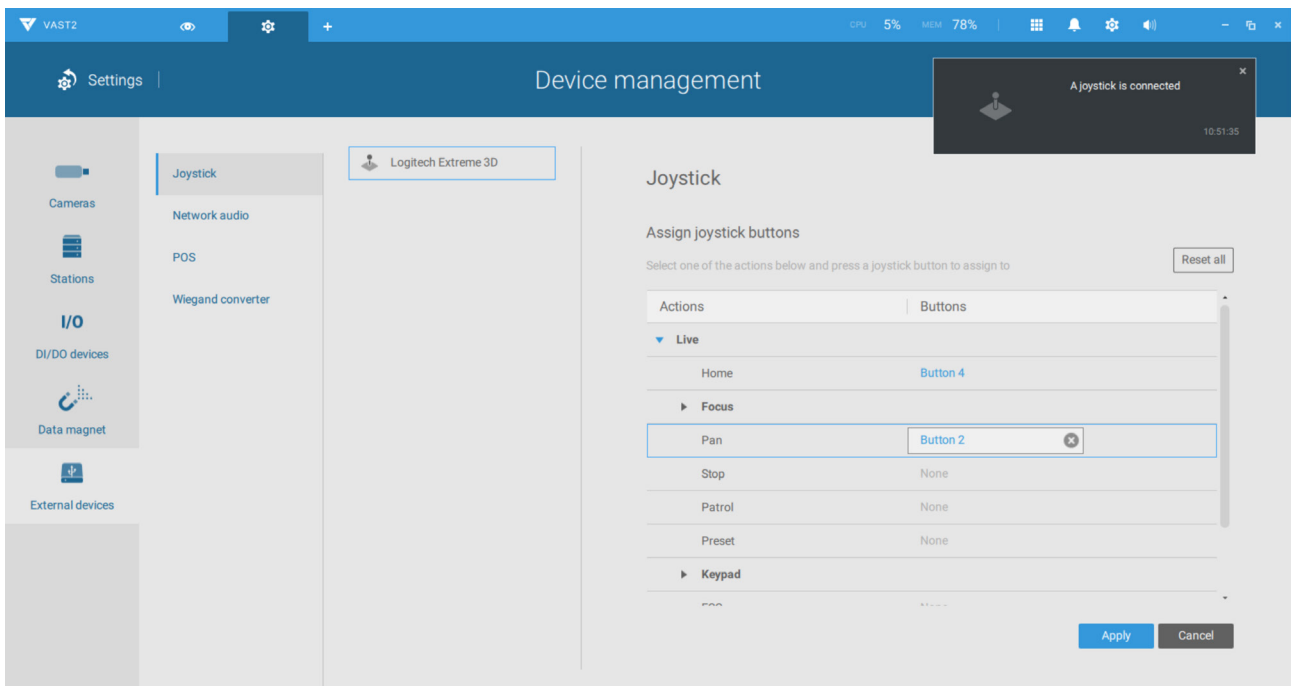 VAST2
CPU 5% MEM 78%
Settings
Device management
A joystick is connected
10:51:35
Cameras
Stations
I/O
DI/DO devices
Data magnet
External devices
Joystick
Network audio
POS
Wiegand converter
Logitech Extreme 3D
Joystick
Assign joystick buttons
Select one of the actions below and press a joystick button to assign to
Reset all
Actions Buttons
Live
Home Button 4
Focus
Pan Button 2
Stop None
Patrol None
Preset None
Keypad
Apply Cancel